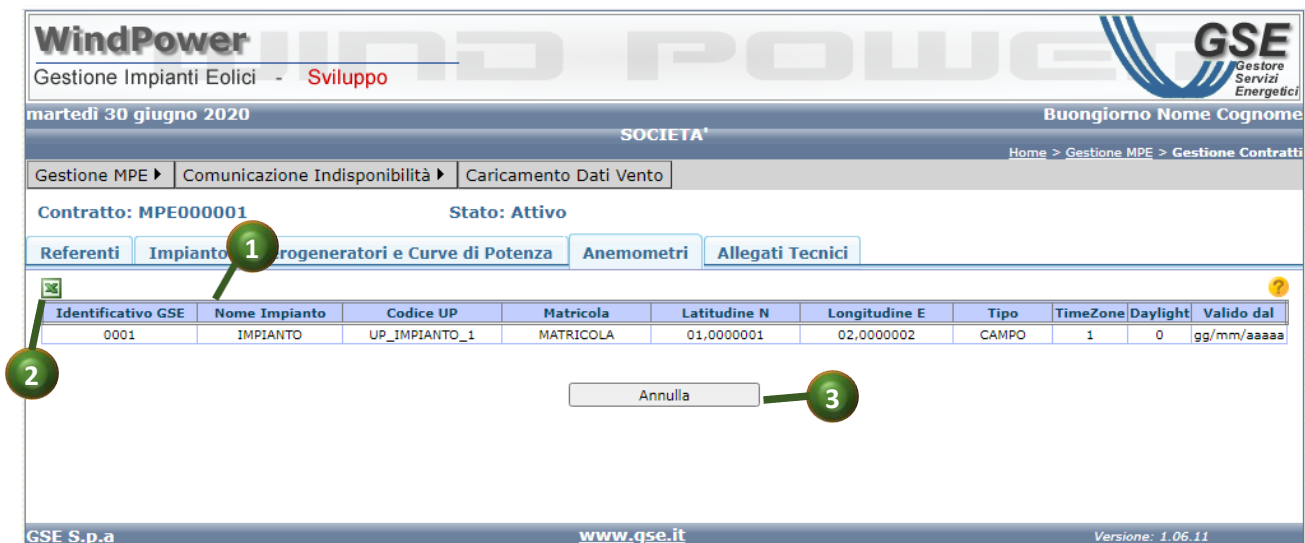 WindPower
WIND POWER
Gestione Impianti Eolici - Sviluppo
GSE
Gestore
Servizi
Energetici
martedì 30 giugno 2020
Buongiorno Nome Cognome
SOCIETA'
Home > Gestione MPE > Gestione Contratti
Gestione MPE Comunicazione Indisponibilità Caricamento Dati Vento
Contratto: MPE000001 Stato: Attivo
Referenti Impianto rogeneratori e Curve di Potenza Anemometri Allegati Tecnici
1
?
Identificativo GSE Nome Impianto Codice UP Matricola Latitudine N Longitudine E Tipo TimeZone Daylight Valido dal
0001 IMPIANTO UP_IMPIANTO_1 MATRICOLA 01,0000001 02,0000002 CAMPO 1 0 gg/mm/aaaaa
2
Annulla
3
GSE S.p.a www.gse.it Versione: 1.06.11